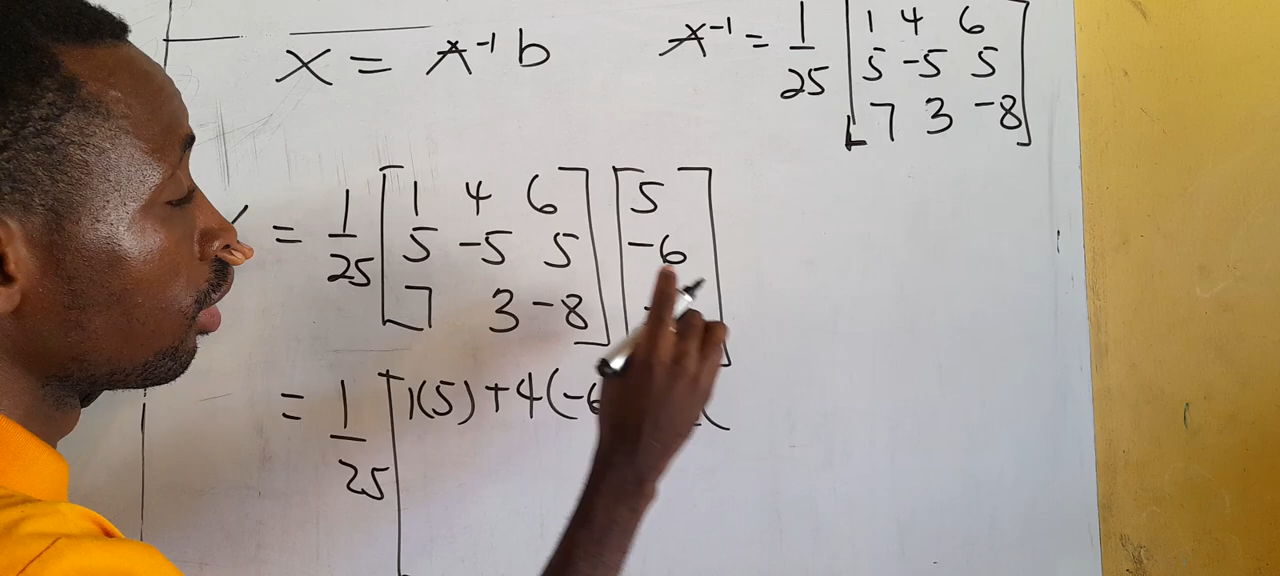 X = A⁻¹ b
A⁻¹ = 1/25 [1 4 6
5 -5 5
7 3 -8]
= 1/25 [1 4 6
5 -5 5
7 3 -8] [5
-6
= 1/25 [1(5) + 4(-6
(